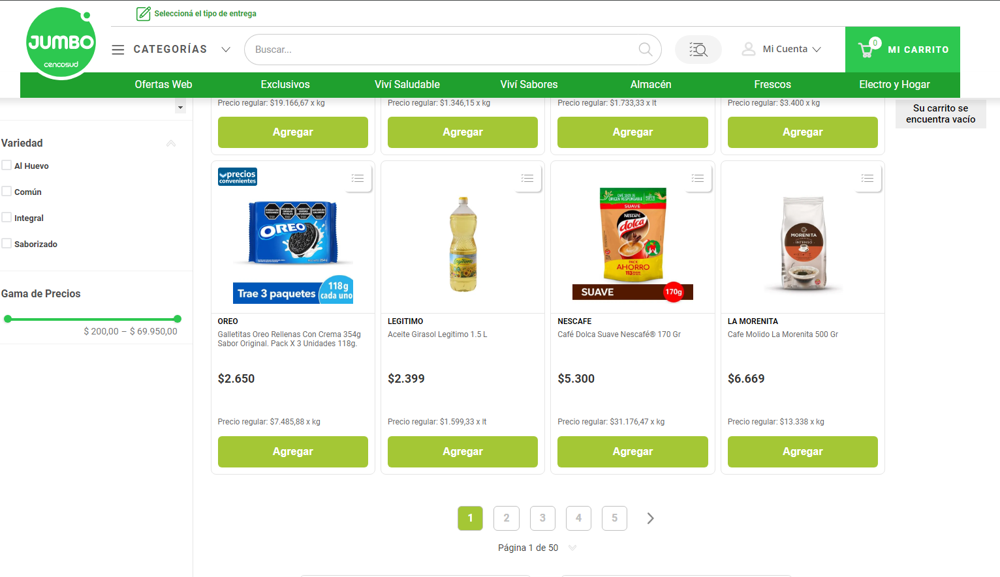 Seleccioná el tipo de entrega
JUMBO
cencosud
CATEGORÍAS
Buscar...
Mi Cuenta
0
MI CARRITO
Ofertas Web
Exclusivos
Viví Saludable
Viví Sabores
Almacén
Frescos
Electro y Hogar
Su carrito se
encuentra vacío
Precio regular: $19.166,67 x kg
Precio regular: $1.346,15 x kg
Precio regular: $1.733,33 x lt
Precio regular: $3.400 x kg
Agregar
Agregar
Agregar
Agregar
Variedad
Al Huevo
Común
Integral
Saborizado
Gama de Precios
$ 200,00 – $ 69.950,00
precios
convenientes
OREO
Trae 3 paquetes
118g
cada uno
OREO
Galletitas Oreo Rellenas Con Crema 354g
Sabor Original. Pack X 3 Unidades 118g.
$2.650
Precio regular: $7.485,88 x kg
Agregar
Legitimo
LEGITIMO
Aceite Girasol Legitimo 1.5 L
$2.399
Precio regular: $1.599,33 x lt
Agregar
ORIGEN RESPONSABLE
SUAVE
NESCAFÉ
dolca
PACK
AHORRO
113 TAZAS
SUAVE
170g
NESCAFE
Café Dolca Suave Nescafé® 170 Gr
$5.300
Precio regular: $31.176,47 x kg
Agregar
MORENITA
INTENSO
LA MORENITA
Cafe Molido La Morenita 500 Gr
$6.669
Precio regular: $13.338 x kg
Agregar
1
2
3
4
5
Página 1 de 50